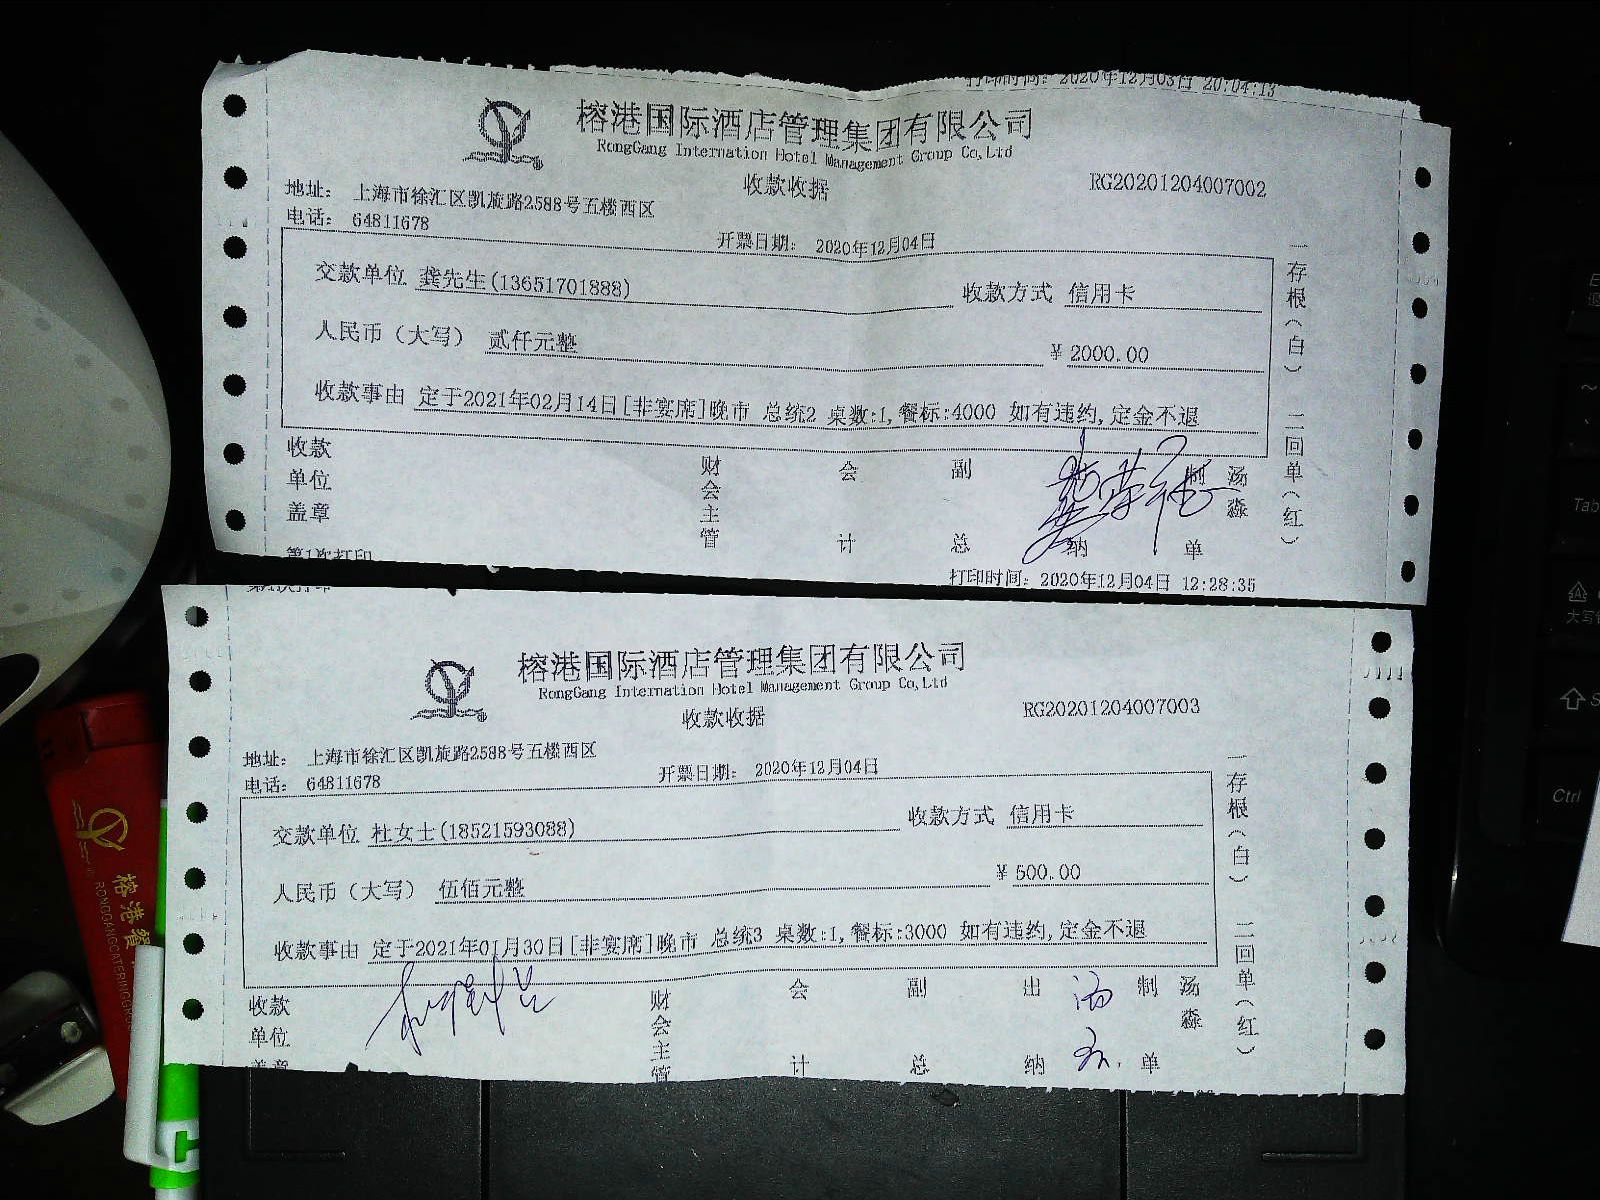 打印时间: 2020年12月03日 20:04:13
榕港国际酒店管理集团有限公司
RongGang Internation Hotel Management Group Co,Ltd
收款收据
RG20201204007002
地址: 上海市徐汇区凯旋路2588号五楼西区
电话: 64811678
开票日期: 2020年12月04日
交款单位 龚先生(13651701888) 收款方式 信用卡
人民币（大写） 贰仟元整 ¥ 2000.00
收款事由 定于2021年02月14日[非宴席]晚市 总统2 桌数:1,餐标:4000 如有违约,定金不退
收款单位盖章
财会主管
会计
副总
纳
制单
汤淼
一存根（白） 二回单（红）
第1次打印
打印时间: 2020年12月04日 12:28:35
榕港国际酒店管理集团有限公司
RongGang Internation Hotel Management Group Co,Ltd
收款收据
RG20201204007003
地址: 上海市徐汇区凯旋路2588号五楼西区
电话: 64811678
开票日期: 2020年12月04日
交款单位 杜女士(18521593088) 收款方式 信用卡
人民币（大写） 伍佰元整 ¥ 500.00
收款事由 定于2021年01月30日[非宴席]晚市 总统3 桌数:1,餐标:3000 如有违约,定金不退
收款单位盖章
财会主管
会计
副总
出纳
制单
汤淼
一存根（白） 二回单（红）
榕港餐
Tab
大写
Ctrl